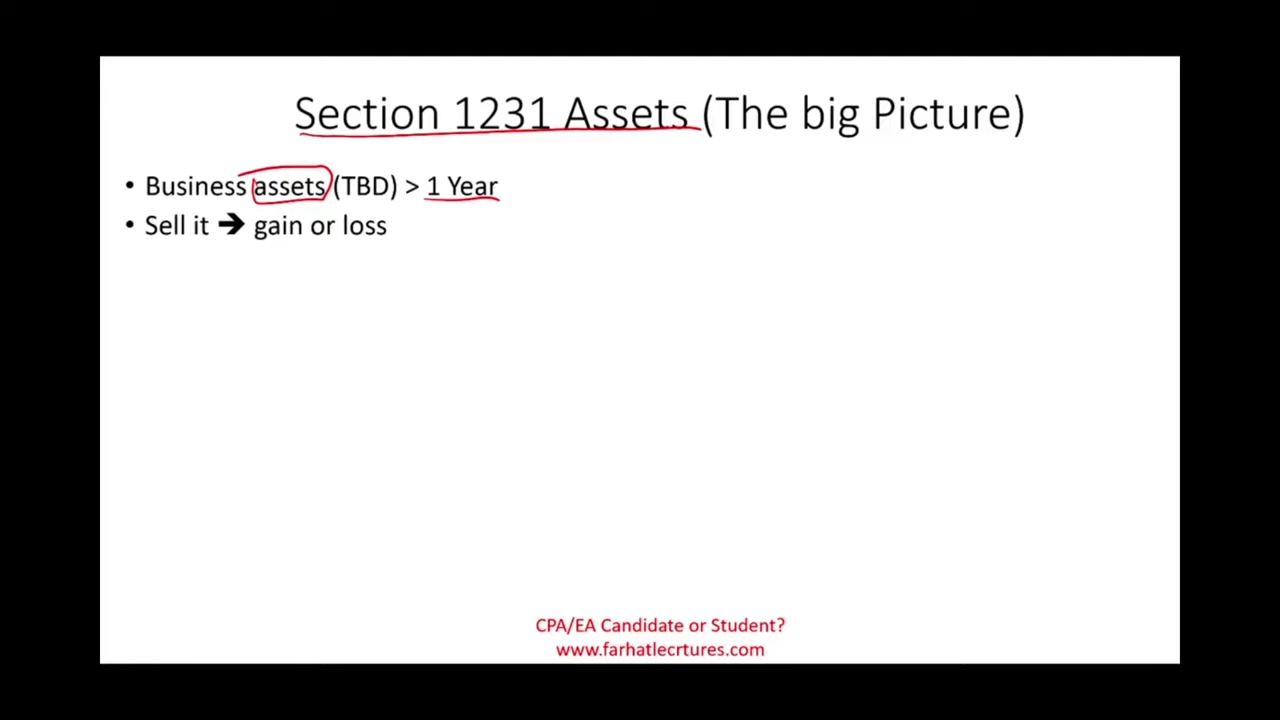 Section 1231 Assets (The big Picture)
• Business assets (TBD) > 1 Year
• Sell it 🡪 gain or loss
CPA/EA Candidate or Student?
www.farhatlecrtures.com